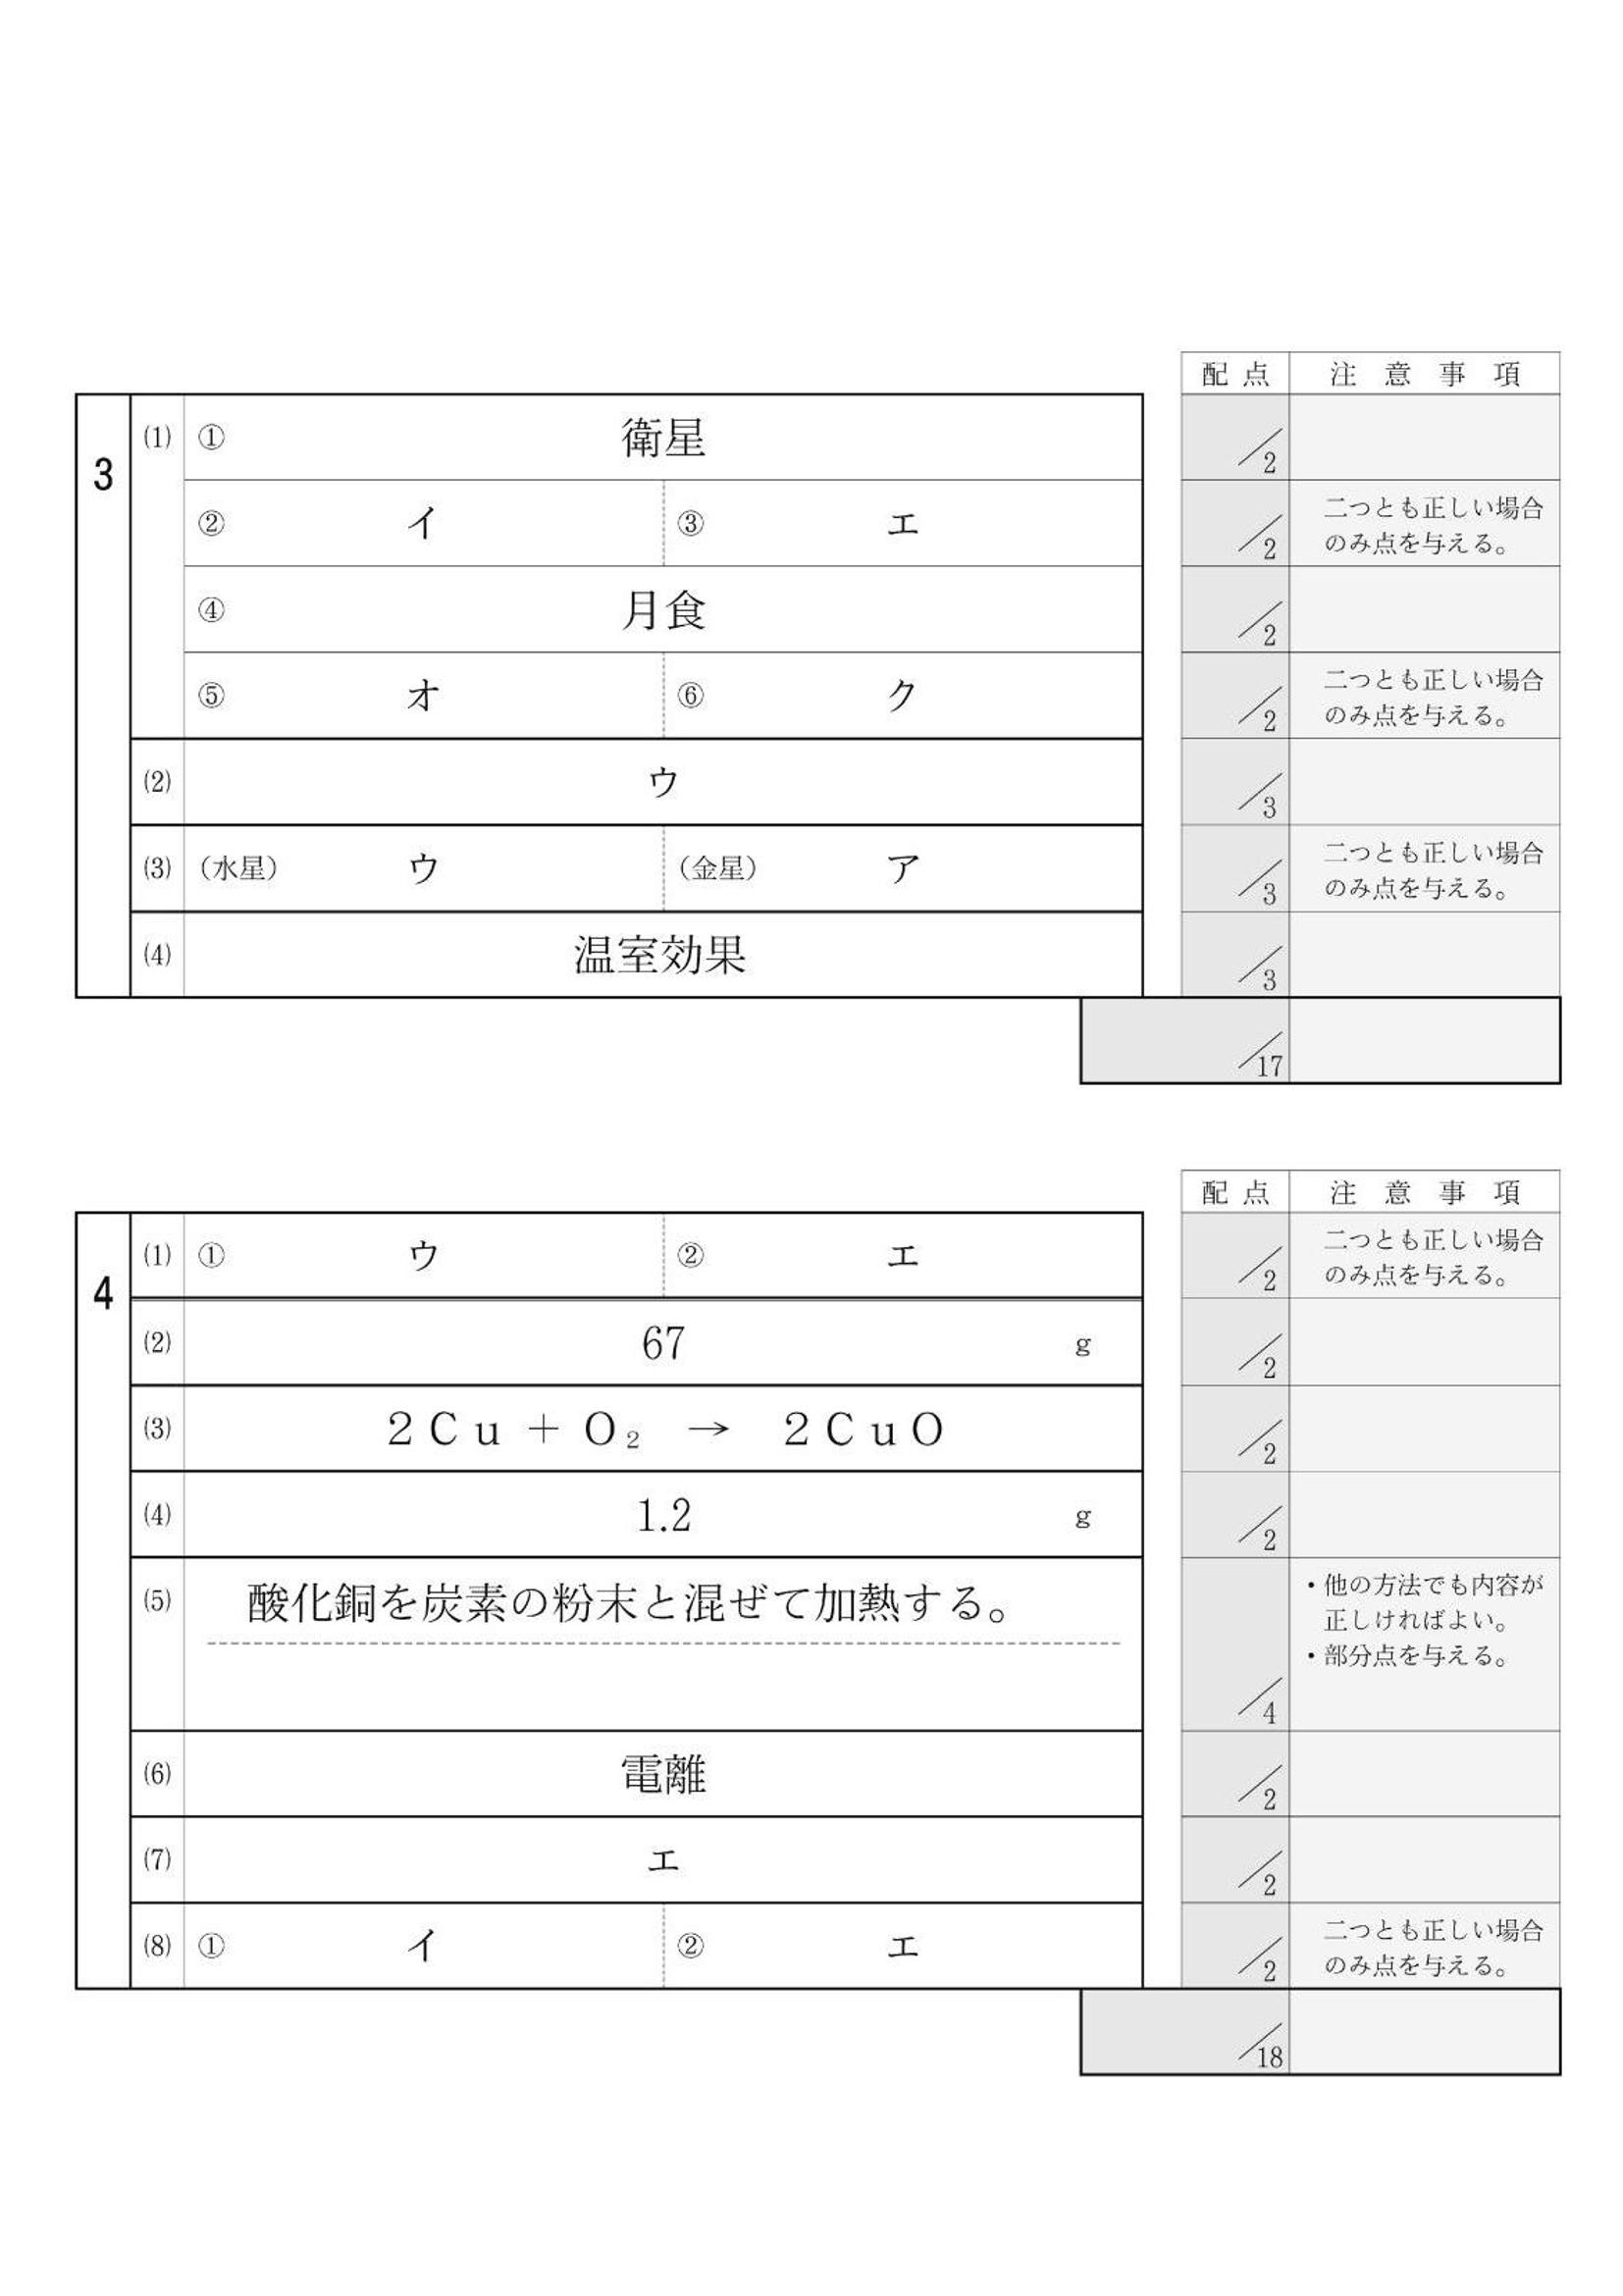 配点 注意事項
3 (1) ① 衛星 ／2
② イ ③ エ ／2 二つとも正しい場合
のみ点を与える。
④ 月食 ／2
⑤ オ ⑥ ク ／2 二つとも正しい場合
のみ点を与える。
(2) ウ ／3
(3) （水星） ウ （金星） ア ／3 二つとも正しい場合
のみ点を与える。
(4) 温室効果 ／3
／17
配点 注意事項
4 (1) ① ウ ② エ ／2 二つとも正しい場合
のみ点を与える。
(2) 67 g ／2
(3) 2Cu + O₂ → 2CuO ／2
(4) 1.2 g ／2
(5) 酸化銅を炭素の粉末と混ぜて加熱する。 ／4 ・他の方法でも内容が
正しければよい。
・部分点を与える。
(6) 電離 ／2
(7) エ ／2
(8) ① イ ② エ ／2 二つとも正しい場合
のみ点を与える。
／18